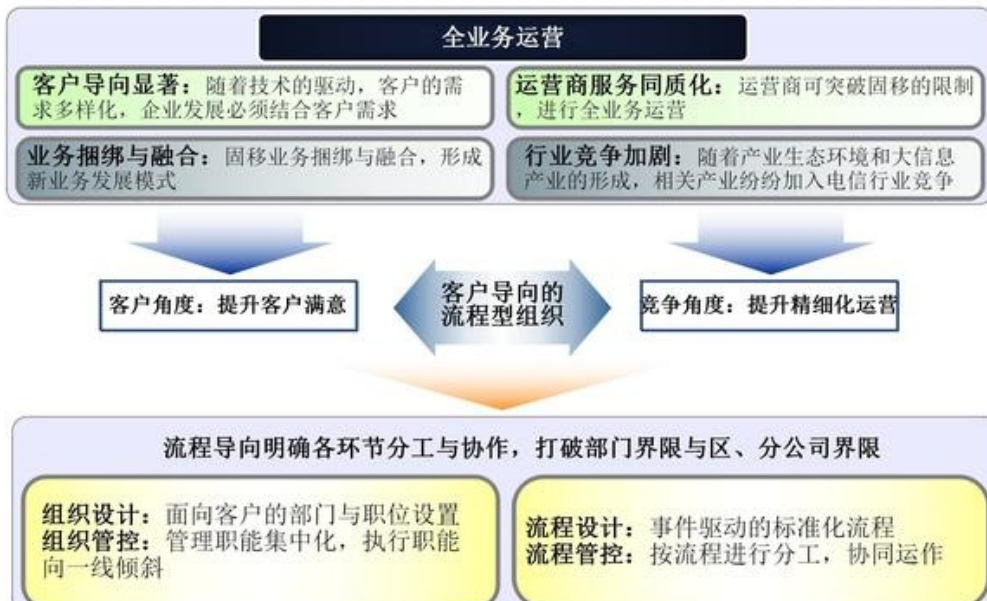 全业务运营
客户导向显著：随着技术的驱动，客户的需
求多样化，企业发展必须结合客户需求
运营商服务同质化：运营商可突破固移的限制
，进行全业务运营
业务捆绑与融合：固移业务捆绑与融合，形成
新业务发展模式
行业竞争加剧：随着产业生态环境和大信息
产业的形成，相关产业纷纷加入电信行业竞争
客户角度：提升客户满意
客户导向的
流程型组织
竞争角度：提升精细化运营
流程导向明确各环节分工与协作，打破部门界限与区、分公司界限
组织设计：面向客户的部门与职位设置
组织管控：管理职能集中化，执行职能
向一线倾斜
流程设计：事件驱动的标准化流程
流程管控：按流程进行分工，协同运作